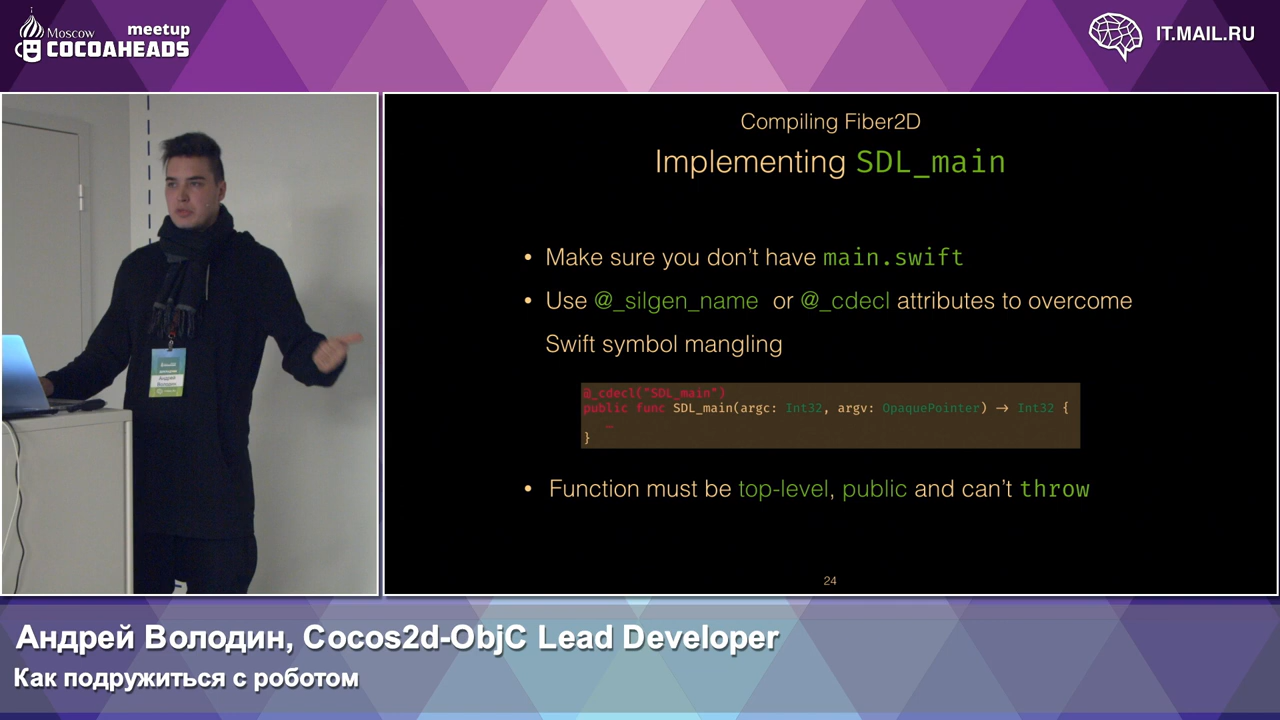 Moscow
meetup
COCOAHEADS
IT.MAIL.RU
Андрей
Володин
Compiling Fiber2D
Implementing SDL_main
• Make sure you don’t have main.swift
• Use @_silgen_name or @_cdecl attributes to overcome
Swift symbol mangling
@_cdecl("SDL_main")
public func SDL_main(argc: Int32, argv: OpaquePointer) → Int32 {
…
}
• Function must be top-level, public and can’t throw
24
Андрей Володин, Cocos2d-ObjC Lead Developer
Как подружиться с роботом